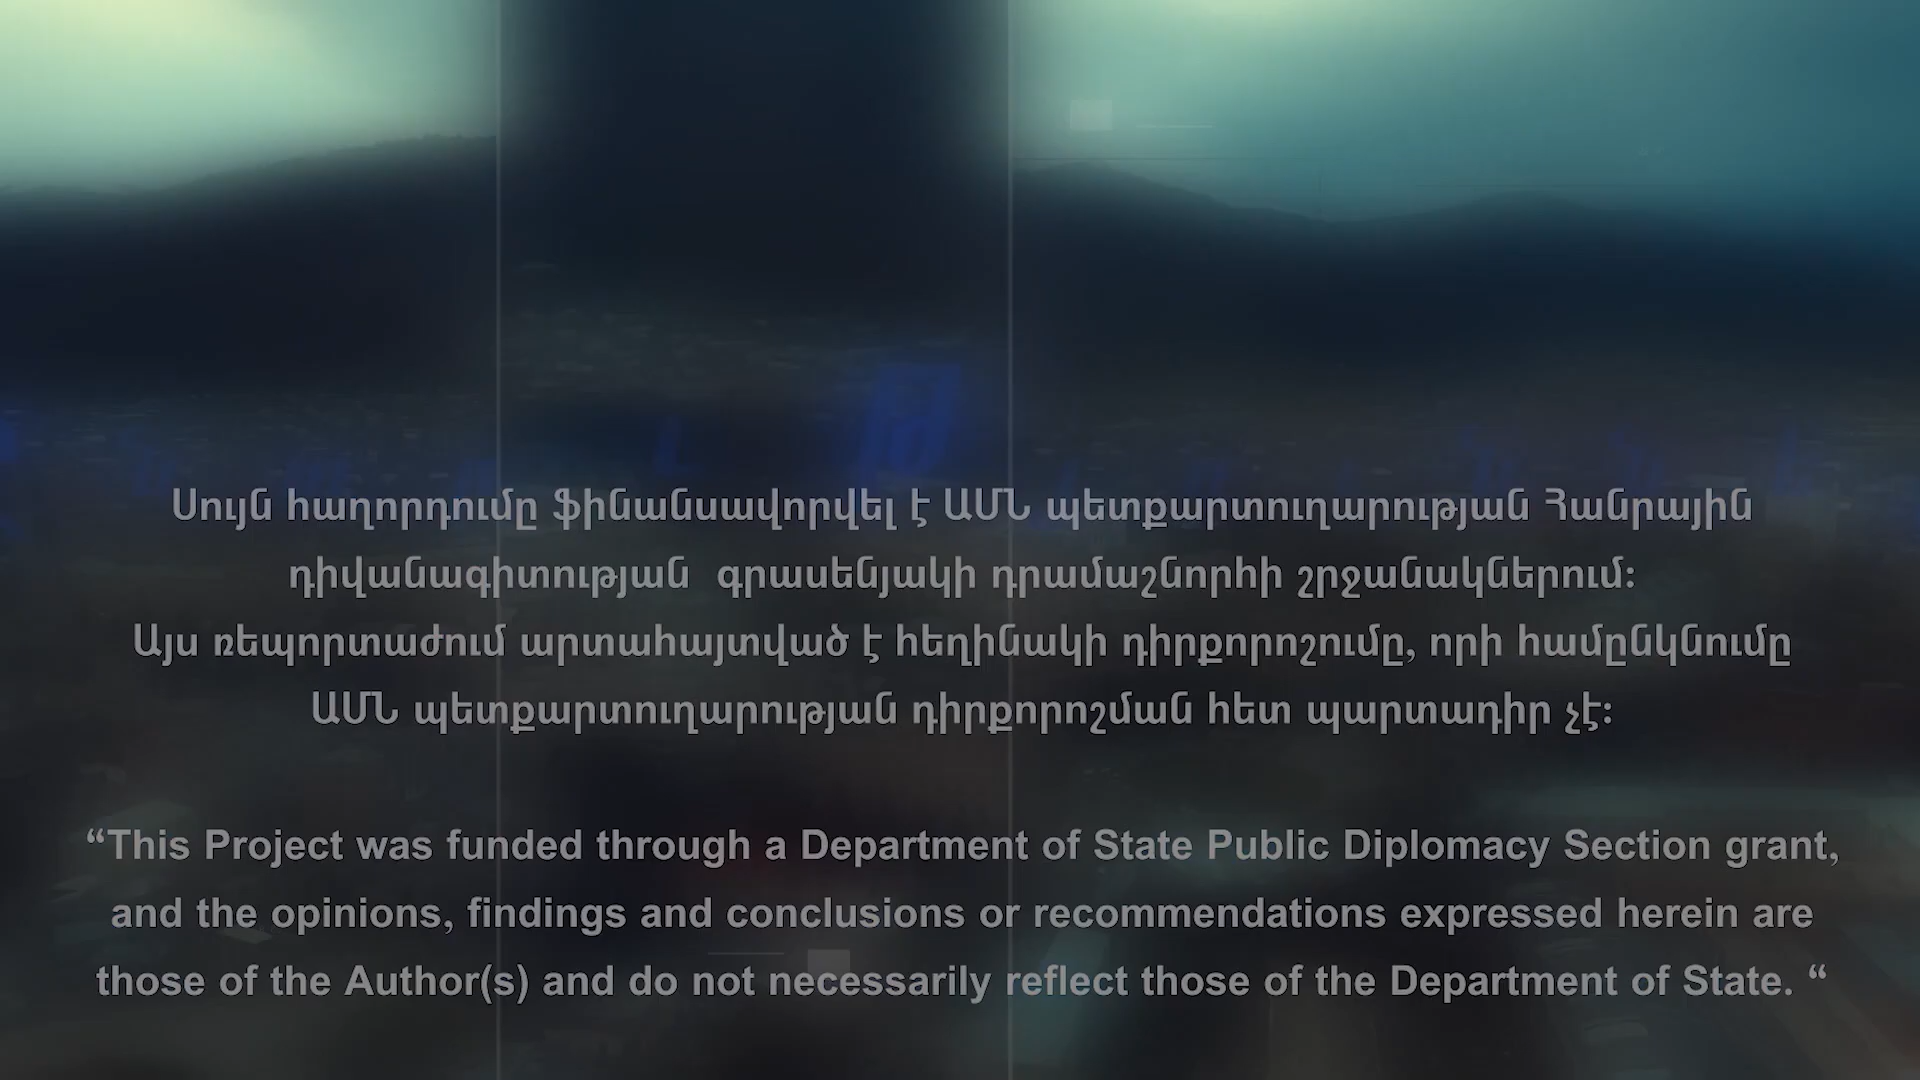 Սույն հաղորդումը ֆինանսավորվել է ԱՄՆ պետքարտուղարության Հանրային
դիվանագիտության գրասենյակի դրամաշնորհի շրջանակներում։
Այս ռեպորտաժում արտահայտված է հեղինակի դիրքորոշումը, որի համընկնումը
ԱՄՆ պետքարտուղարության դիրքորոշման հետ պարտադիր չէ։
“This Project was funded through a Department of State Public Diplomacy Section grant,
and the opinions, findings and conclusions or recommendations expressed herein are
those of the Author(s) and do not necessarily reflect those of the Department of State. “